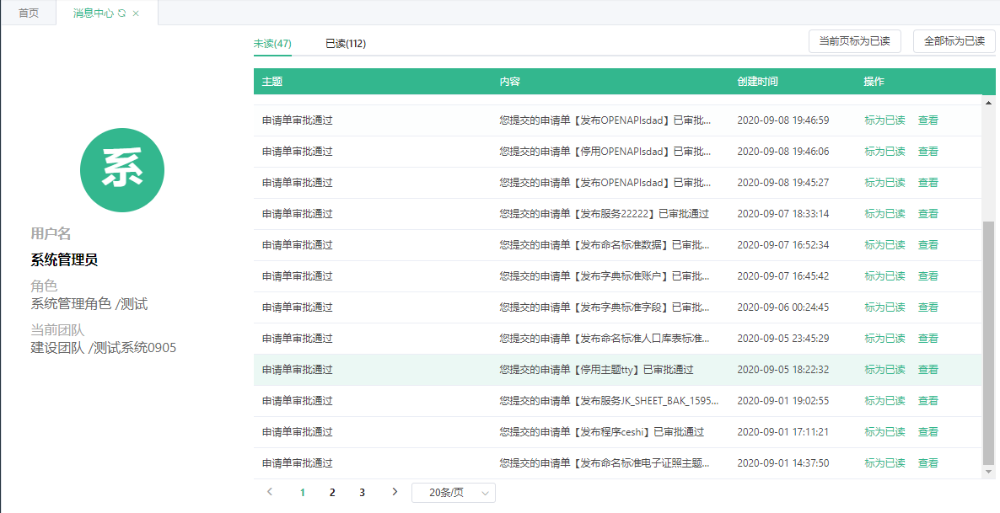 首页 消息中心
未读(47) 已读(112) 当前页标为已读 全部标为已读
系
用户名
系统管理员
角色
系统管理角色 /测试
当前团队
建设团队 /测试系统0905
主题 内容 创建时间 操作
申请单审批通过 您提交的申请单【发布OPENAPIsdad】已审批... 2020-09-08 19:46:59 标为已读 查看
申请单审批通过 您提交的申请单【停用OPENAPIsdad】已审批... 2020-09-08 19:46:06 标为已读 查看
申请单审批通过 您提交的申请单【发布OPENAPIsdad】已审批... 2020-09-08 19:45:27 标为已读 查看
申请单审批通过 您提交的申请单【发布服务22222】已审批通过 2020-09-07 18:33:14 标为已读 查看
申请单审批通过 您提交的申请单【发布命名标准数据】已审批... 2020-09-07 16:52:34 标为已读 查看
申请单审批通过 您提交的申请单【发布字典标准账户】已审批... 2020-09-07 16:45:42 标为已读 查看
申请单审批通过 您提交的申请单【发布字典标准字段】已审批... 2020-09-06 00:24:45 标为已读 查看
申请单审批通过 您提交的申请单【发布命名标准人口库表标准... 2020-09-05 23:45:29 标为已读 查看
申请单审批通过 您提交的申请单【停用主题tty】已审批通过 2020-09-05 18:22:32 标为已读 查看
申请单审批通过 您提交的申请单【发布服务JK_SHEET_BAK_1595... 2020-09-01 19:02:55 标为已读 查看
申请单审批通过 您提交的申请单【发布程序ceshi】已审批通过 2020-09-01 17:11:21 标为已读 查看
申请单审批通过 您提交的申请单【发布命名标准电子证照主题... 2020-09-01 14:37:50 标为已读 查看
1 2 3 20条/页